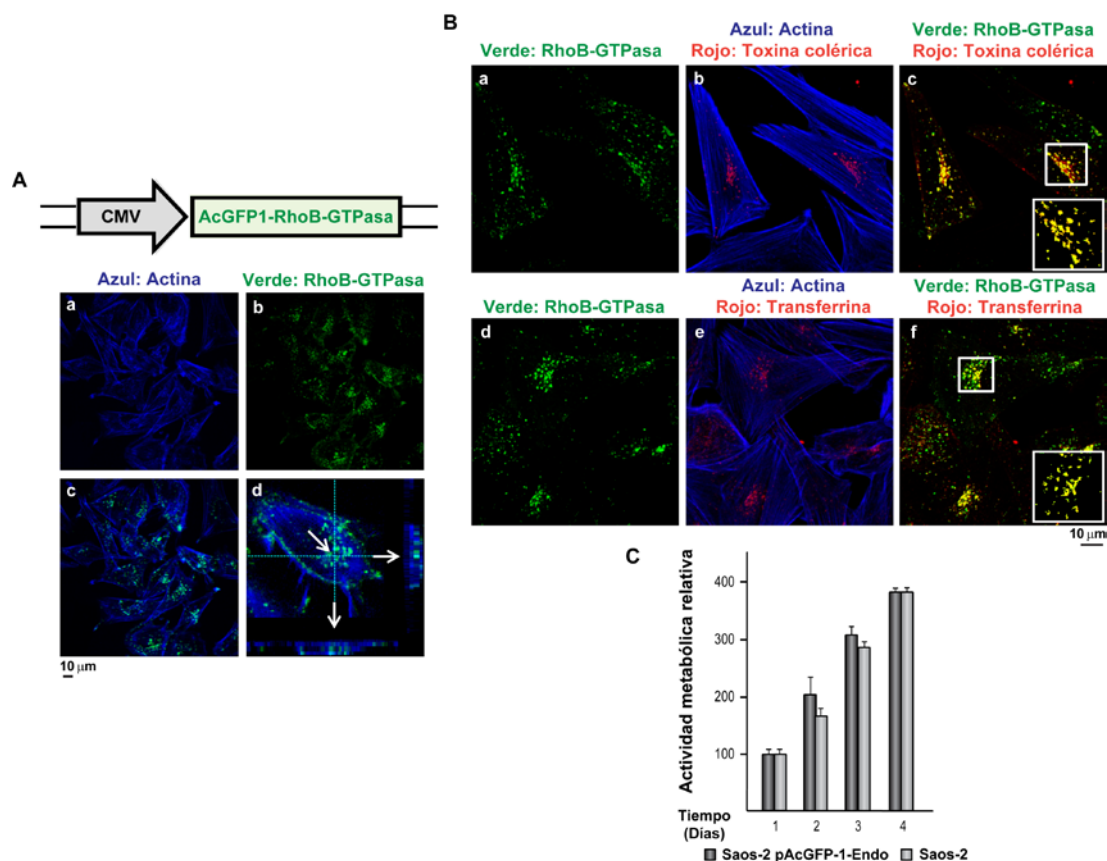 A
CMV
AcGFP1-RhoB-GTPasa
Azul: Actina
Verde: RhoB-GTPasa
a
b
c
d
10 µm
B
Verde: RhoB-GTPasa
Azul: Actina
Rojo: Toxina colérica
Verde: RhoB-GTPasa
Rojo: Toxina colérica
a
b
c
Verde: RhoB-GTPasa
Azul: Actina
Rojo: Transferrina
Verde: RhoB-GTPasa
Rojo: Transferrina
d
e
f
10 µm
C
Actividad metabólica relativa
400
300
200
100
Tiempo
(Días)
1 2 3 4
Saos-2 pAcGFP-1-Endo Saos-2